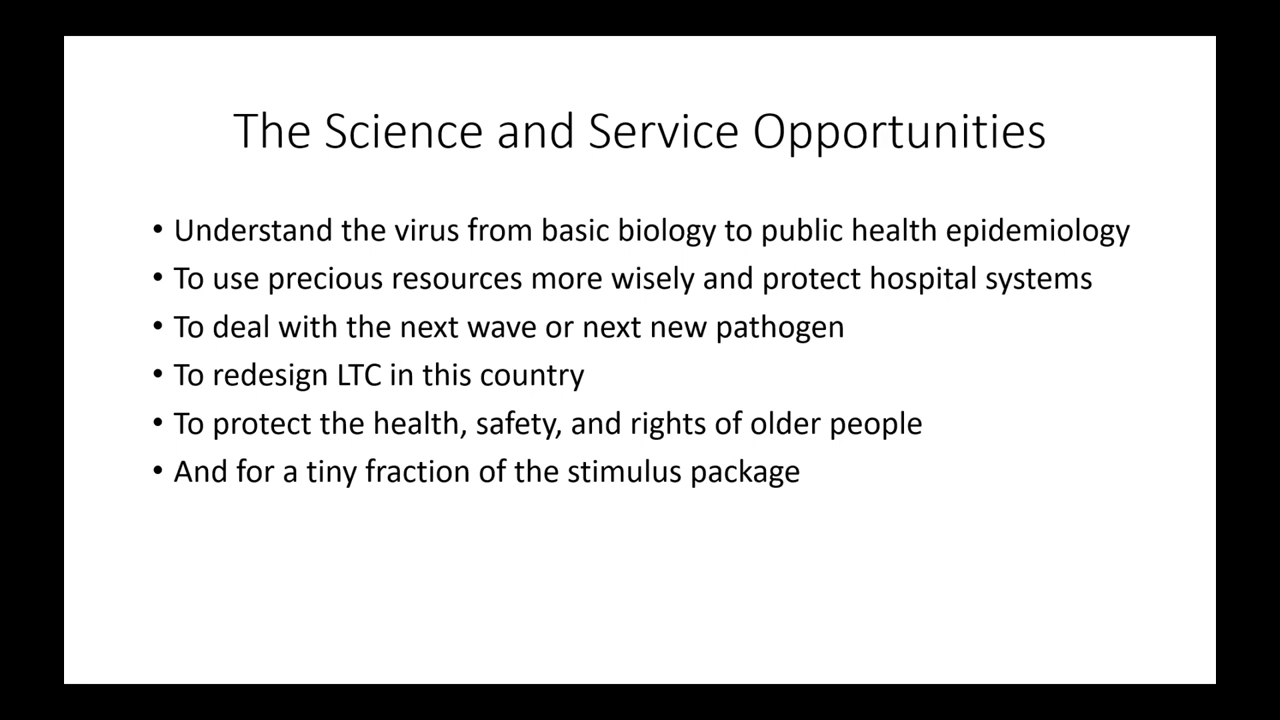 The Science and Service Opportunities
• Understand the virus from basic biology to public health epidemiology
• To use precious resources more wisely and protect hospital systems
• To deal with the next wave or next new pathogen
• To redesign LTC in this country
• To protect the health, safety, and rights of older people
• And for a tiny fraction of the stimulus package